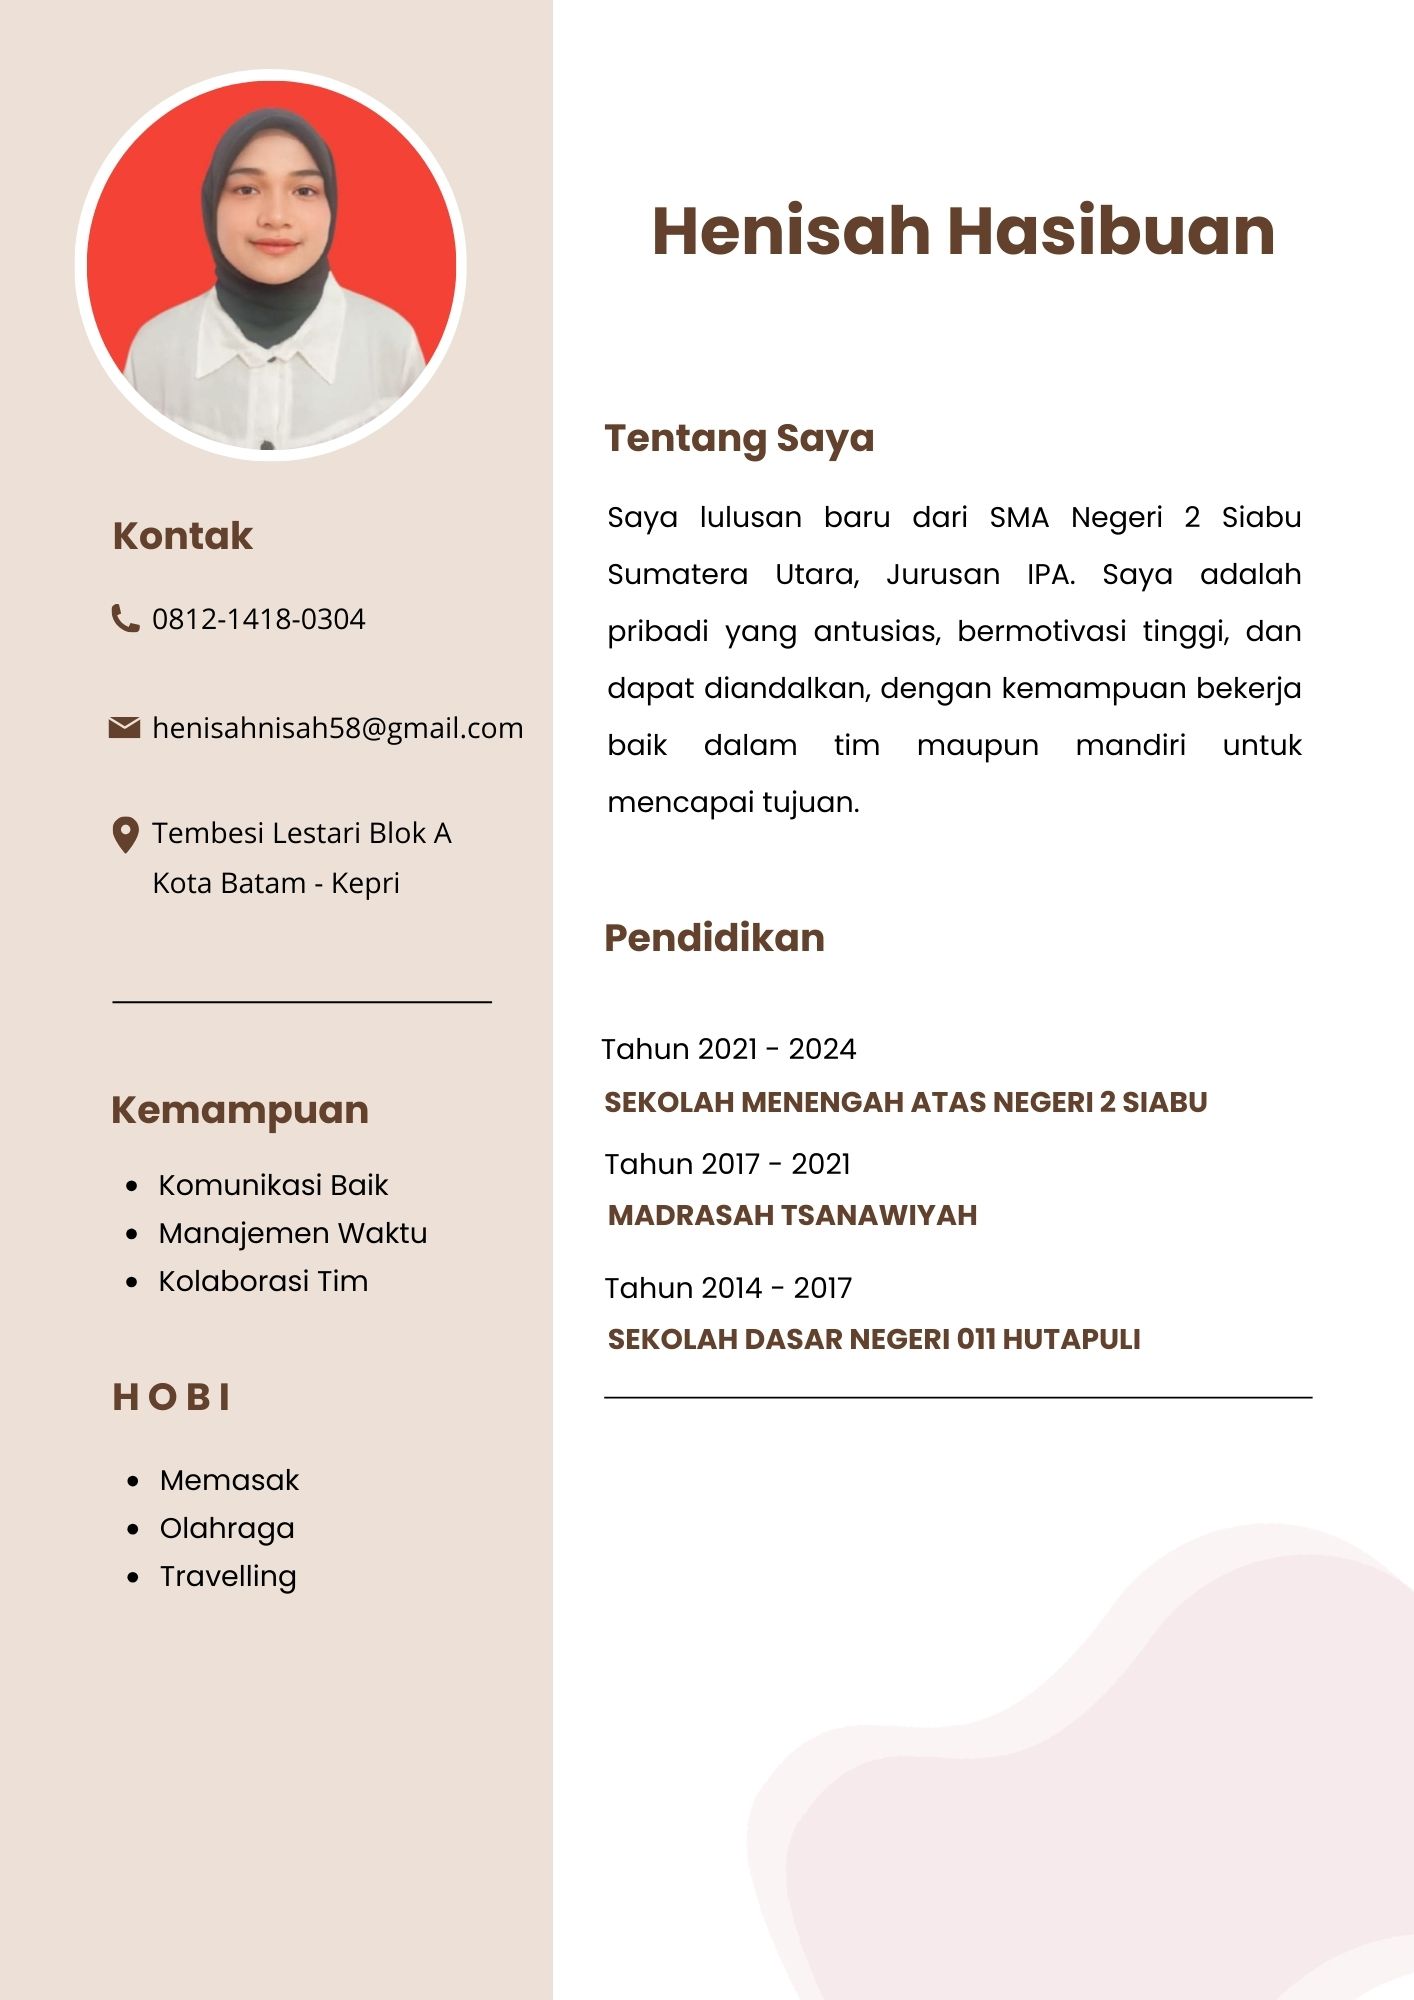 Henisah Hasibuan
Kontak
0812-1418-0304
henisahnisah58@gmail.com
Tembesi Lestari Blok A
Kota Batam - Kepri
Kemampuan
• Komunikasi Baik
• Manajemen Waktu
• Kolaborasi Tim
HOBI
• Memasak
• Olahraga
• Travelling
Tentang Saya
Saya lulusan baru dari SMA Negeri 2 Siabu
Sumatera Utara, Jurusan IPA. Saya adalah
pribadi yang antusias, bermotivasi tinggi, dan
dapat diandalkan, dengan kemampuan bekerja
baik dalam tim maupun mandiri untuk
mencapai tujuan.
Pendidikan
Tahun 2021 - 2024
SEKOLAH MENENGAH ATAS NEGERI 2 SIABU
Tahun 2017 - 2021
MADRASAH TSANAWIYAH
Tahun 2014 - 2017
SEKOLAH DASAR NEGERI 011 HUTAPULI